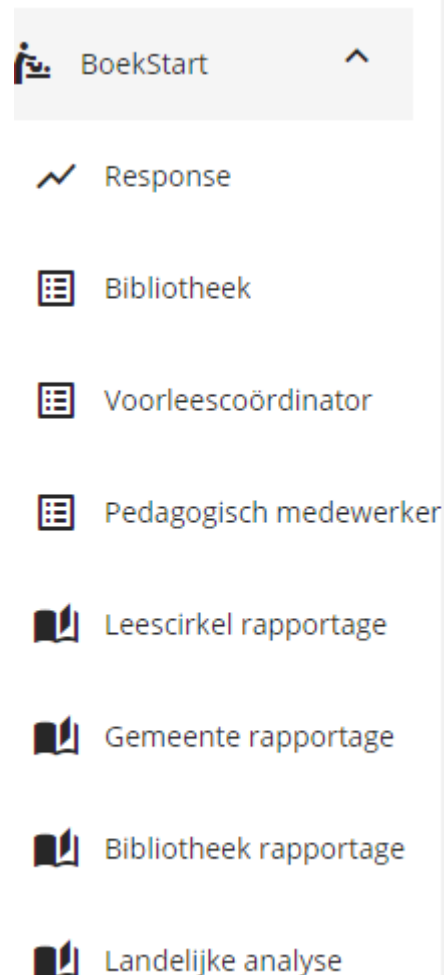 BoekStart
Response
Bibliotheek
Voorleescoördinator
Pedagogisch medewerker
Leescirkel rapportage
Gemeente rapportage
Bibliotheek rapportage
Landelijke analyse